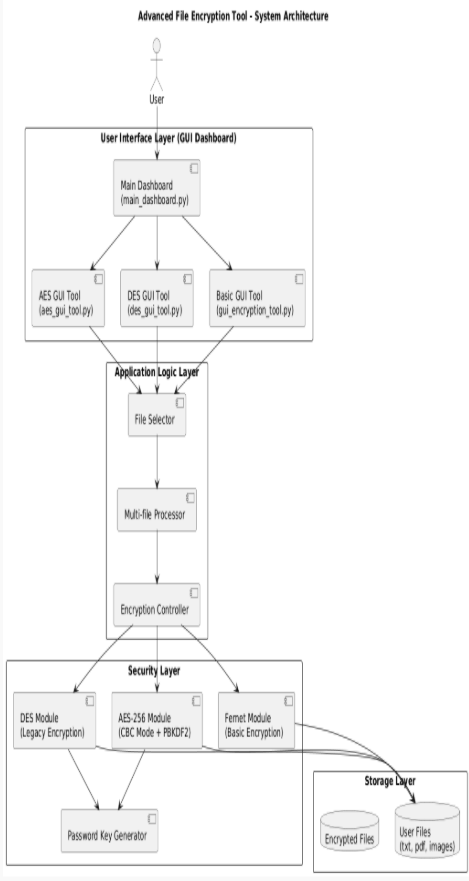 Advanced File Encryption Tool - System Architecture
User
User Interface Layer (GUI Dashboard)
Main Dashboard
(main_dashboard.py)
AES GUI Tool
(aes_gui_tool.py)
DES GUI Tool
(des_gui_tool.py)
Basic GUI Tool
(gui_encryption_tool.py)
Application Logic Layer
File Selector
Multi-file Processor
Encryption Controller
Security Layer
DES Module
(Legacy Encryption)
AES-256 Module
(CBC Mode + PBKDF2)
Fernet Module
(Basic Encryption)
Password Key Generator
Storage Layer
Encrypted Files
User Files
(txt, pdf, images)